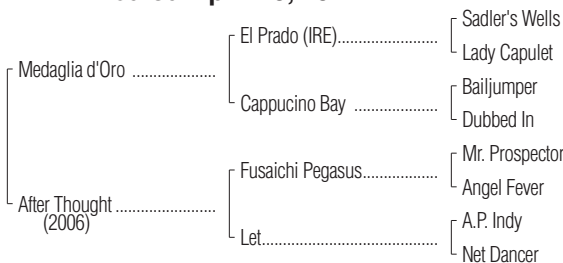 Medaglia d'Oro ....................
After Thought ........................
(2006)
El Prado (IRE)........................
Cappucino Bay ....................
Fusaichi Pegasus..................
Let..........................................
Sadler's Wells
Lady Capulet
Bailjumper
Dubbed In
Mr. Prospector
Angel Fever
A.P. Indy
Net Dancer